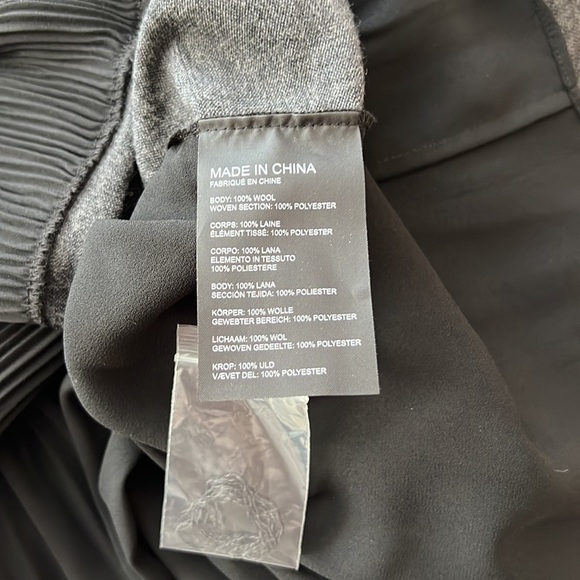 MADE IN CHINA
FABRIQUÉ EN CHINE
BODY: 100% WOOL
WOVEN SECTION: 100% POLYESTER
CORPS: 100% LAINE
ÉLÉMENT TISSÉ: 100% POLYESTER
CORPO: 100% LANA
ELEMENTO IN TESSUTO
100% POLIESTERE
BODY: 100% LANA
SECCIÓN TEJIDA: 100% POLIESTER
KÖRPER: 100% WOLLE
GEWEBTER BEREICH: 100% POLYESTER
LICHAAM: 100% WOL
GEWOVEN GEDEELTE: 100% POLYESTER
KROP: 100% ULD
VÆVET DEL: 100% POLYESTER